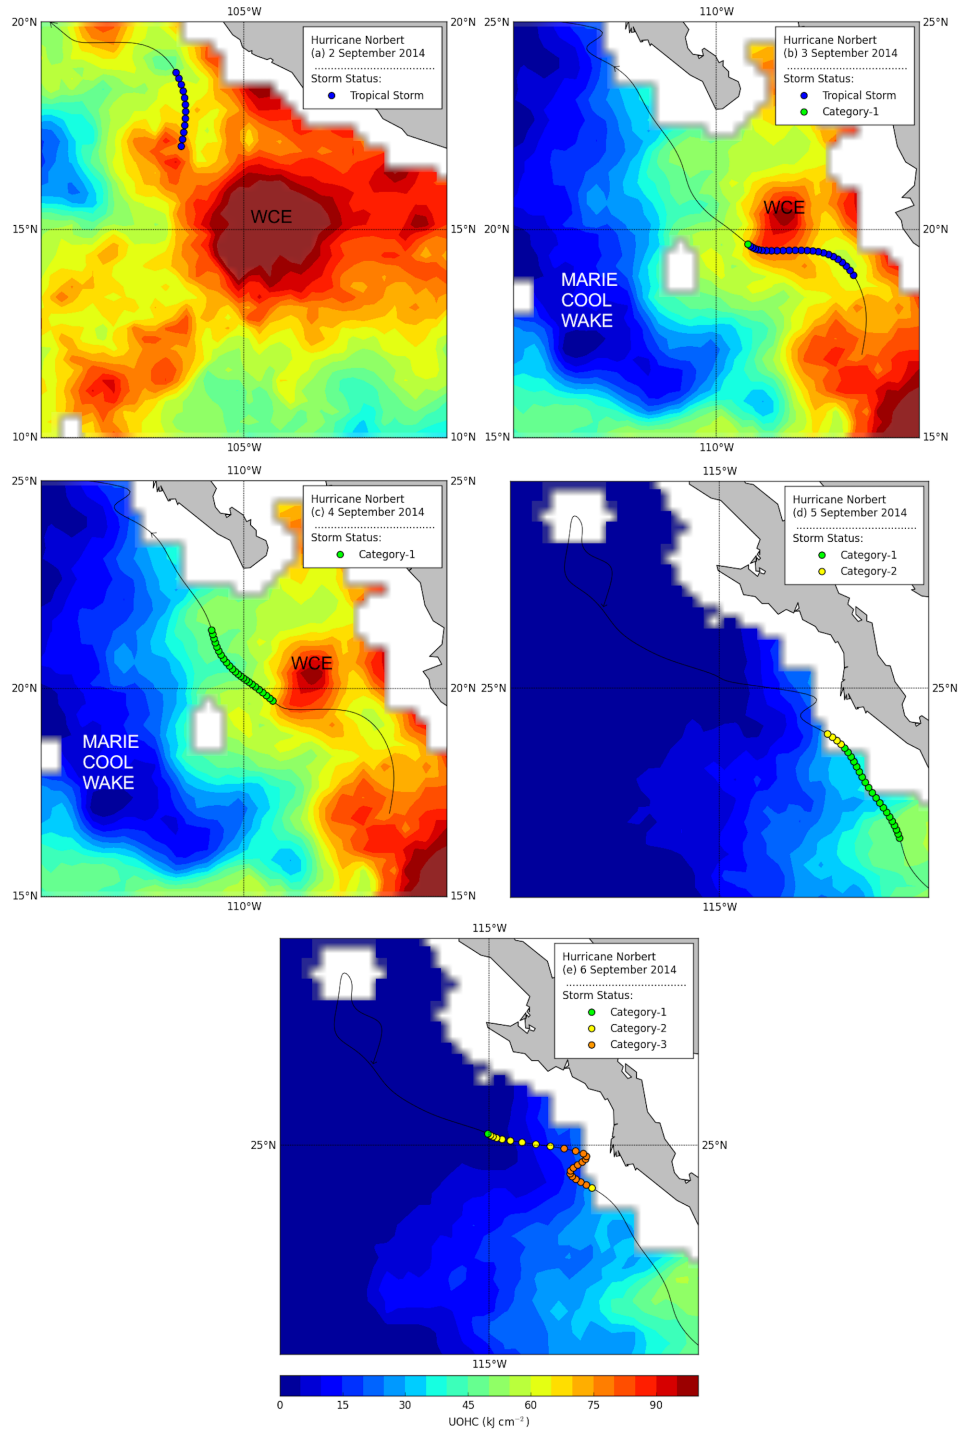 105°W
110°W
20°N
20°N
25°N
25°N
Hurricane Norbert
(a) 2 September 2014
Storm Status:
Tropical Storm
Hurricane Norbert
(b) 3 September 2014
Storm Status:
Tropical Storm
Category-1
WCE
WCE
15°N
15°N
20°N
20°N
MARIE
COOL
WAKE
10°N
10°N
15°N
15°N
105°W
110°W
110°W
115°W
25°N
25°N
Hurricane Norbert
(c) 4 September 2014
Storm Status:
Category-1
Hurricane Norbert
(d) 5 September 2014
Storm Status:
Category-1
Category-2
WCE
20°N
20°N
25°N
MARIE
COOL
WAKE
15°N
15°N
110°W
115°W
115°W
Hurricane Norbert
(e) 6 September 2014
Storm Status:
Category-1
Category-2
Category-3
25°N
25°N
115°W
0 15 30 45 60 75 90
UOHC (kJ cm⁻²)